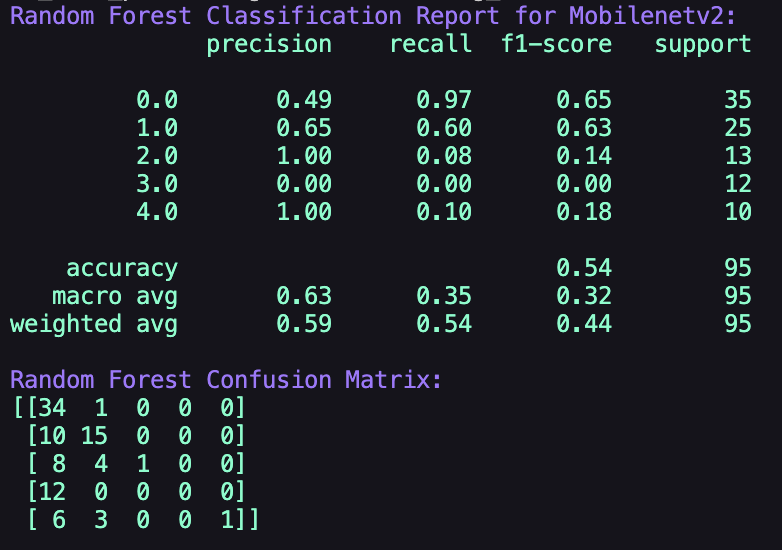 Random Forest Classification Report for Mobilenetv2:
              precision    recall  f1-score   support

         0.0       0.49      0.97      0.65        35
         1.0       0.65      0.60      0.63        25
         2.0       1.00      0.08      0.14        13
         3.0       0.00      0.00      0.00        12
         4.0       1.00      0.10      0.18        10

    accuracy                           0.54        95
   macro avg       0.63      0.35      0.32        95
weighted avg       0.59      0.54      0.44        95

Random Forest Confusion Matrix:
[[34  1  0  0  0]
 [10 15  0  0  0]
 [ 8  4  1  0  0]
 [12  0  0  0  0]
 [ 6  3  0  0  1]]